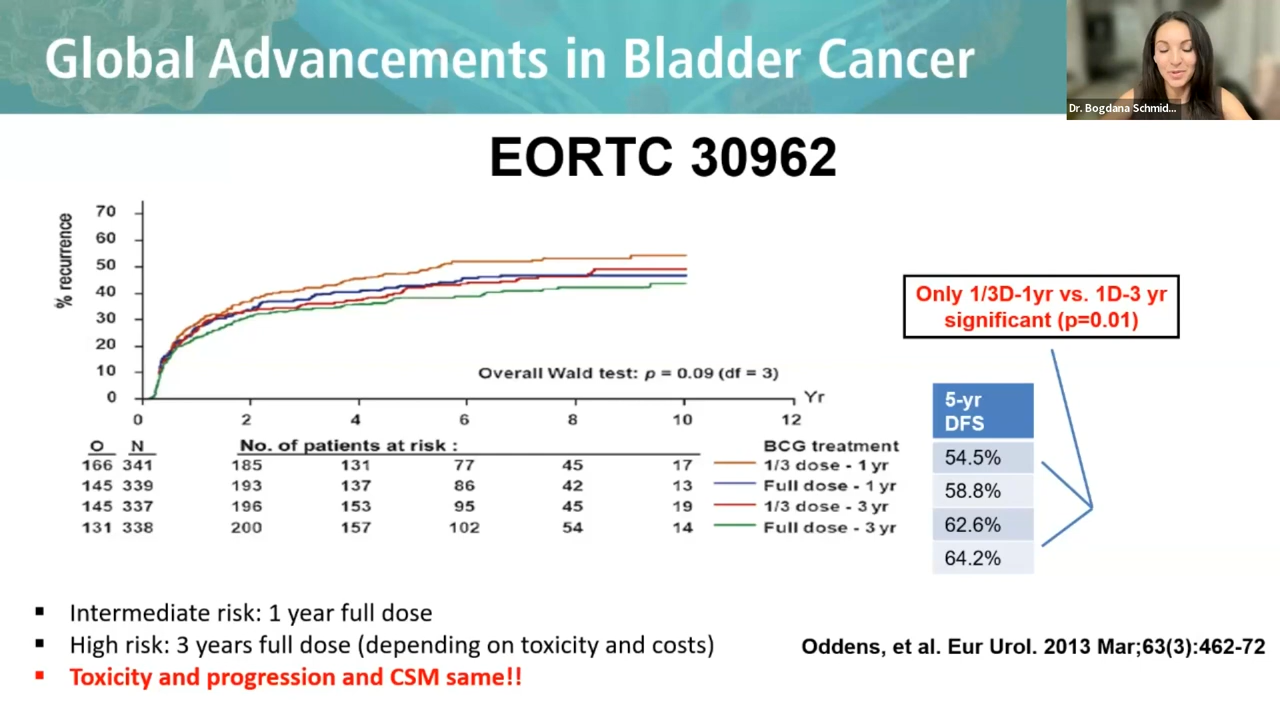 Global Advancements in Bladder Cancer
Dr. Bogdana Schmid...
EORTC 30962
% recurrence
70
60
50
40
30
20
10
0
Overall Wald test: p = 0.09 (df = 3)
Yr
0 2 4 6 8 10 12
O N No. of patients at risk : BCG treatment
166 341 185 131 77 45 17 1/3 dose - 1 yr
145 339 193 137 86 42 13 Full dose - 1 yr
145 337 196 153 95 45 19 1/3 dose - 3 yr
131 338 200 157 102 54 14 Full dose - 3 yr
Only 1/3D-1yr vs. 1D-3 yr
significant (p=0.01)
5-yr
DFS
54.5%
58.8%
62.6%
64.2%
▪ Intermediate risk: 1 year full dose
▪ High risk: 3 years full dose (depending on toxicity and costs)
▪ Toxicity and progression and CSM same!!
Oddens, et al. Eur Urol. 2013 Mar;63(3):462-72